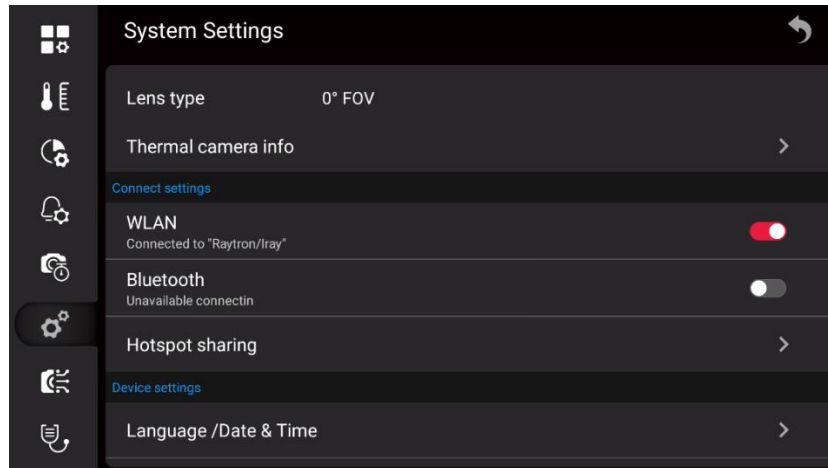 System Settings
Lens type 0° FOV
Thermal camera info
Connect settings
WLAN
Connected to "Raytron/Iray"
Bluetooth
Unavailable connectin
Hotspot sharing
Device settings
Language /Date & Time